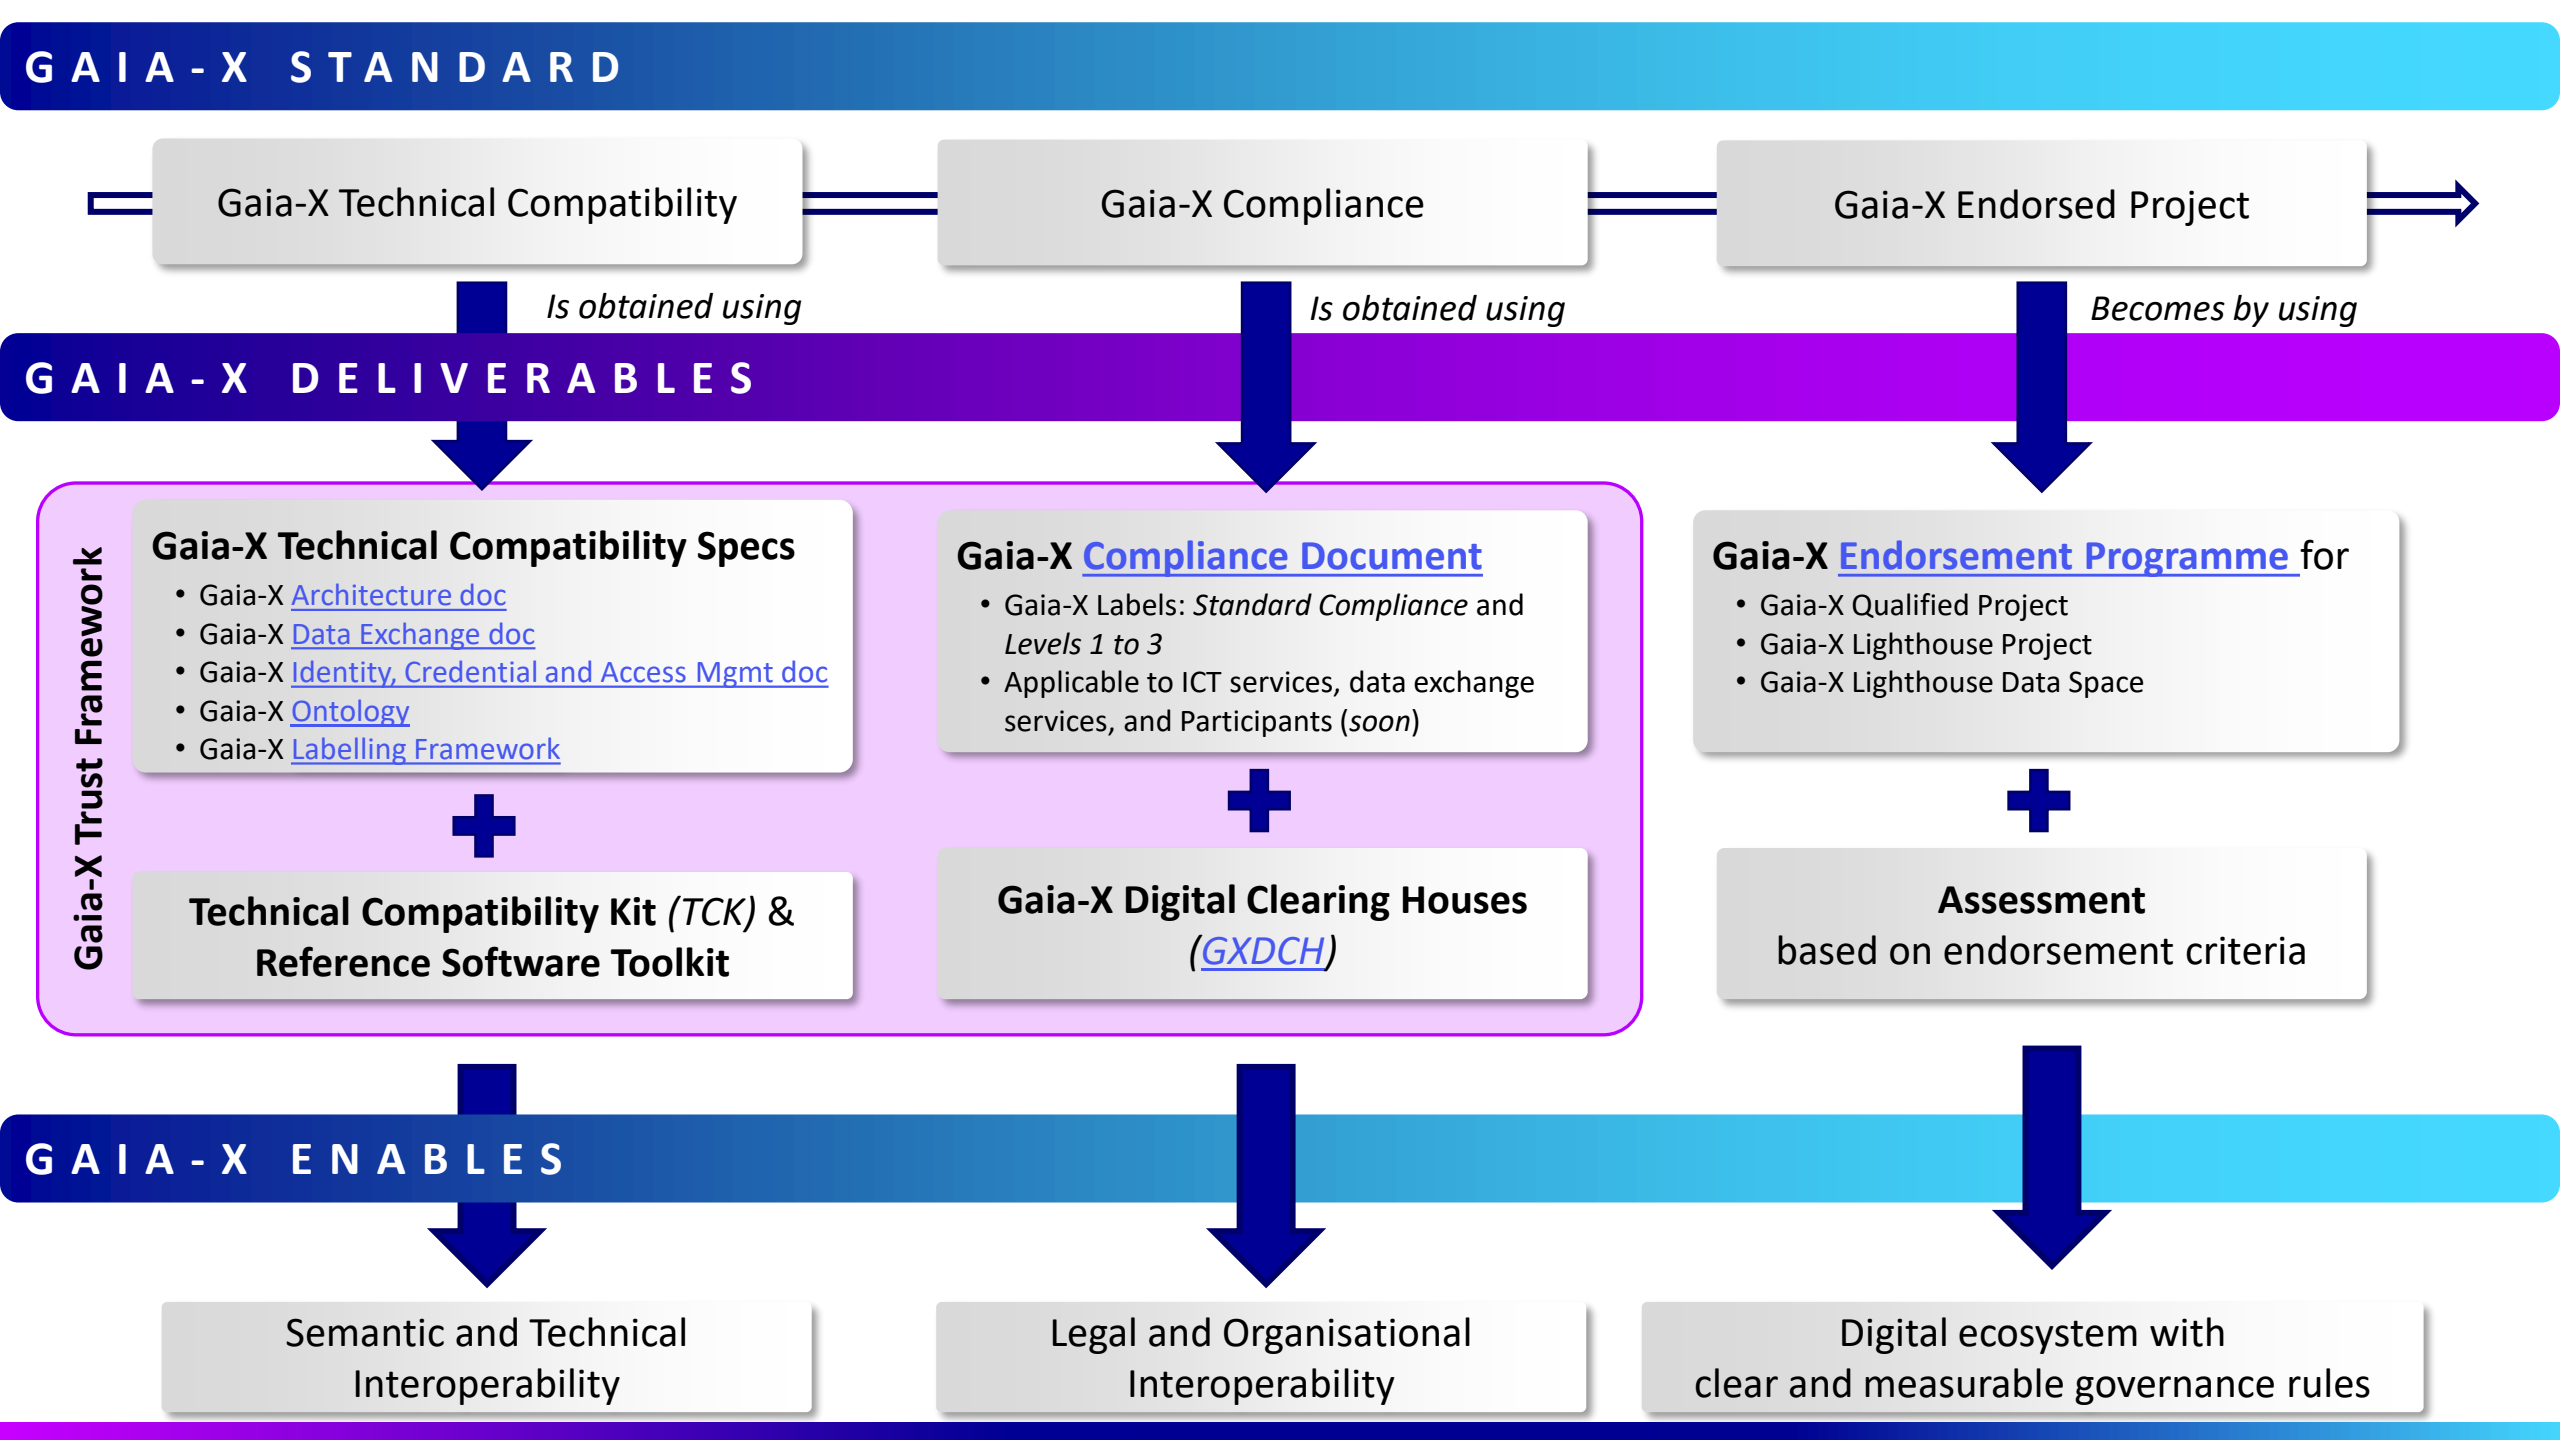 GAIA-X STANDARD
Gaia-X Technical Compatibility
Gaia-X Compliance
Gaia-X Endorsed Project
Is obtained using
Is obtained using
Becomes by using
GAIA-X DELIVERABLES
Gaia-X Trust Framework
Gaia-X Technical Compatibility Specs
• Gaia-X Architecture doc
• Gaia-X Data Exchange doc
• Gaia-X Identity, Credential and Access Mgmt doc
• Gaia-X Ontology
• Gaia-X Labelling Framework
Technical Compatibility Kit (TCK) &
Reference Software Toolkit
Gaia-X Compliance Document
• Gaia-X Labels: Standard Compliance and
Levels 1 to 3
• Applicable to ICT services, data exchange
services, and Participants (soon)
Gaia-X Digital Clearing Houses
(GXDCH)
Gaia-X Endorsement Programme for
• Gaia-X Qualified Project
• Gaia-X Lighthouse Project
• Gaia-X Lighthouse Data Space
Assessment
based on endorsement criteria
GAIA-X ENABLES
Semantic and Technical
Interoperability
Legal and Organisational
Interoperability
Digital ecosystem with
clear and measurable governance rules